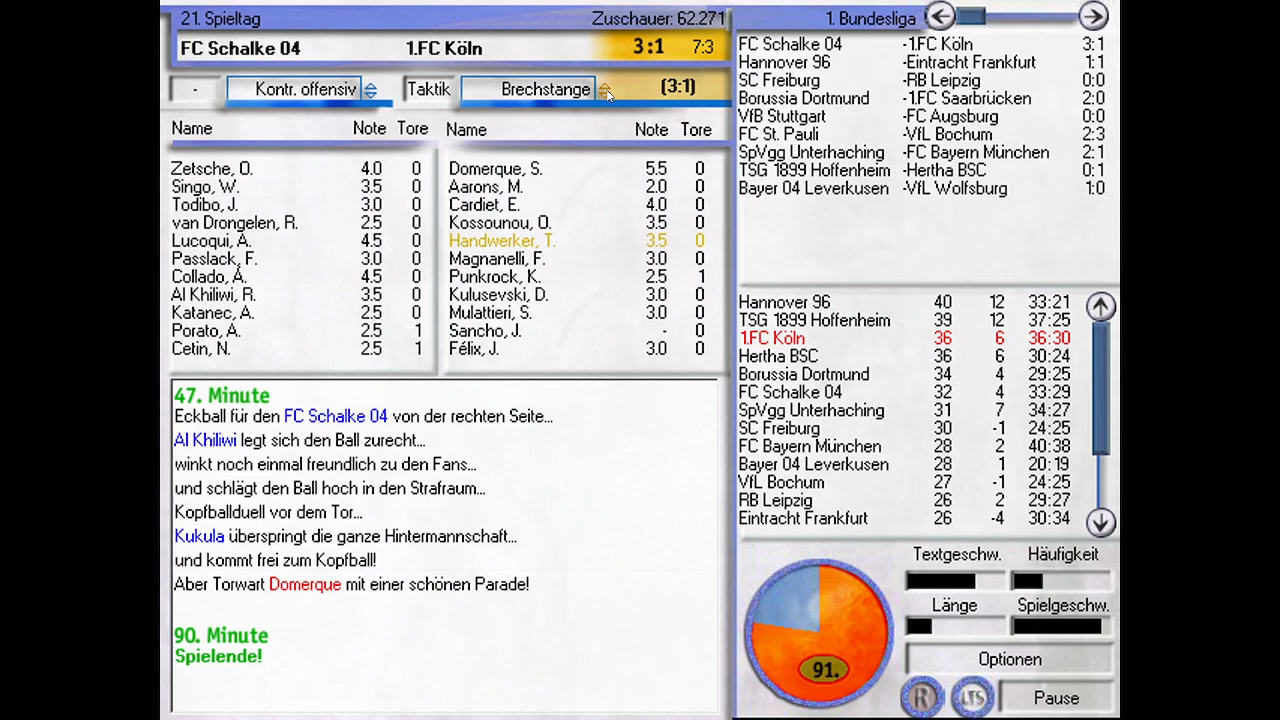 21. Spieltag Zuschauer: 62.271
FC Schalke 04 1.FC Köln 3:1 7:3
- Kontr. offensiv Taktik Brechstange (3:1)
Name Note Tore Name Note Tore
Zetsche, O. 4.0 0 Domerque, S. 5.5 0
Singo, W. 3.5 0 Aarons, M. 2.0 0
Todibo, J. 3.0 0 Cardiet, E. 4.0 0
van Drongelen, R. 2.5 0 Kossounou, O. 3.5 0
Lucoqui, A. 4.5 0 Handwerker, T. 3.5 0
Passlack, F. 3.0 0 Magnanelli, F. 3.0 0
Collado, Á. 4.5 0 Punkrock, K. 2.5 1
Al Khiliwi, R. 3.5 0 Kulusevski, D. 3.0 0
Katanec, A. 2.5 0 Mulattieri, S. 3.0 0
Porato, A. 2.5 1 Sancho, J. - 0
Cetin, N. 2.5 1 Félix, J. 3.0 0
47. Minute
Eckball für den FC Schalke 04 von der rechten Seite...
Al Khiliwi legt sich den Ball zurecht...
winkt noch einmal freundlich zu den Fans...
und schlägt den Ball hoch in den Strafraum...
Kopfballduell vor dem Tor...
Kukula überspringt die ganze Hintermannschaft...
und kommt frei zum Kopfball!
Aber Torwart Domerque mit einer schönen Parade!
90. Minute
Spielende!
1. Bundesliga
FC Schalke 04 -1.FC Köln 3:1
Hannover 96 -Eintracht Frankfurt 1:1
SC Freiburg -RB Leipzig 0:0
Borussia Dortmund -1.FC Saarbrücken 2:0
VfB Stuttgart -FC Augsburg 0:0
FC St. Pauli -VfL Bochum 2:3
SpVgg Unterhaching -FC Bayern München 2:1
TSG 1899 Hoffenheim -Hertha BSC 0:1
Bayer 04 Leverkusen -VfL Wolfsburg 1:0
Hannover 96 40 12 33:21
TSG 1899 Hoffenheim 39 12 37:25
1.FC Köln 36 6 36:30
Hertha BSC 36 6 30:24
Borussia Dortmund 34 4 29:25
FC Schalke 04 32 4 33:29
SpVgg Unterhaching 31 7 34:27
SC Freiburg 30 -1 24:25
FC Bayern München 28 2 40:38
Bayer 04 Leverkusen 28 1 20:19
VfL Bochum 27 -1 24:25
RB Leipzig 26 2 29:27
Eintracht Frankfurt 26 -4 30:34
Textgeschw. Häufigkeit
Länge Spielgeschw.
Optionen
91.
R LTS Pause